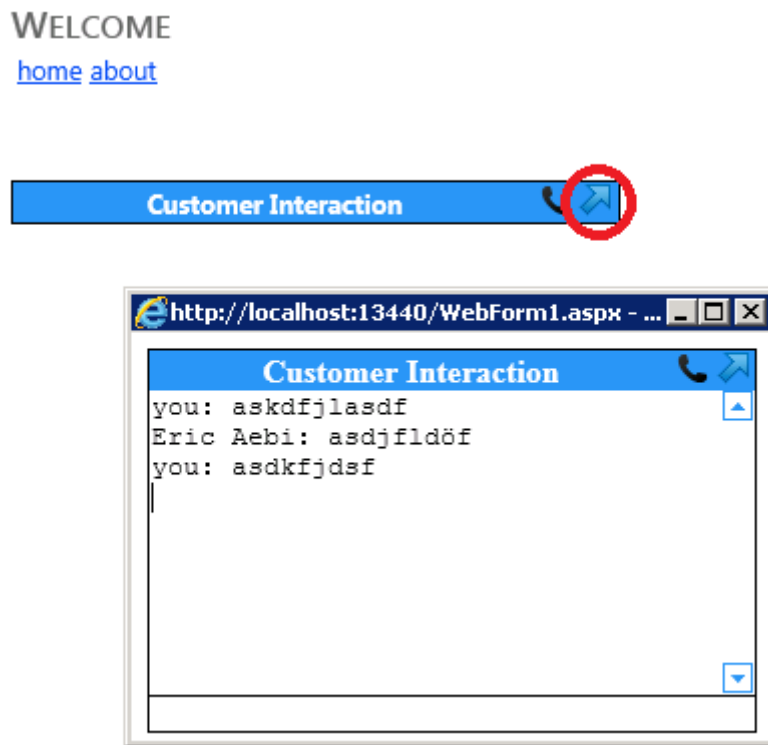 WELCOME
home about
Customer Interaction
http://localhost:13440/WebForm1.aspx - ...
Customer Interaction
you: askdfjlasdf
Eric Aebi: asdjfldöf
you: asdkfjdsf